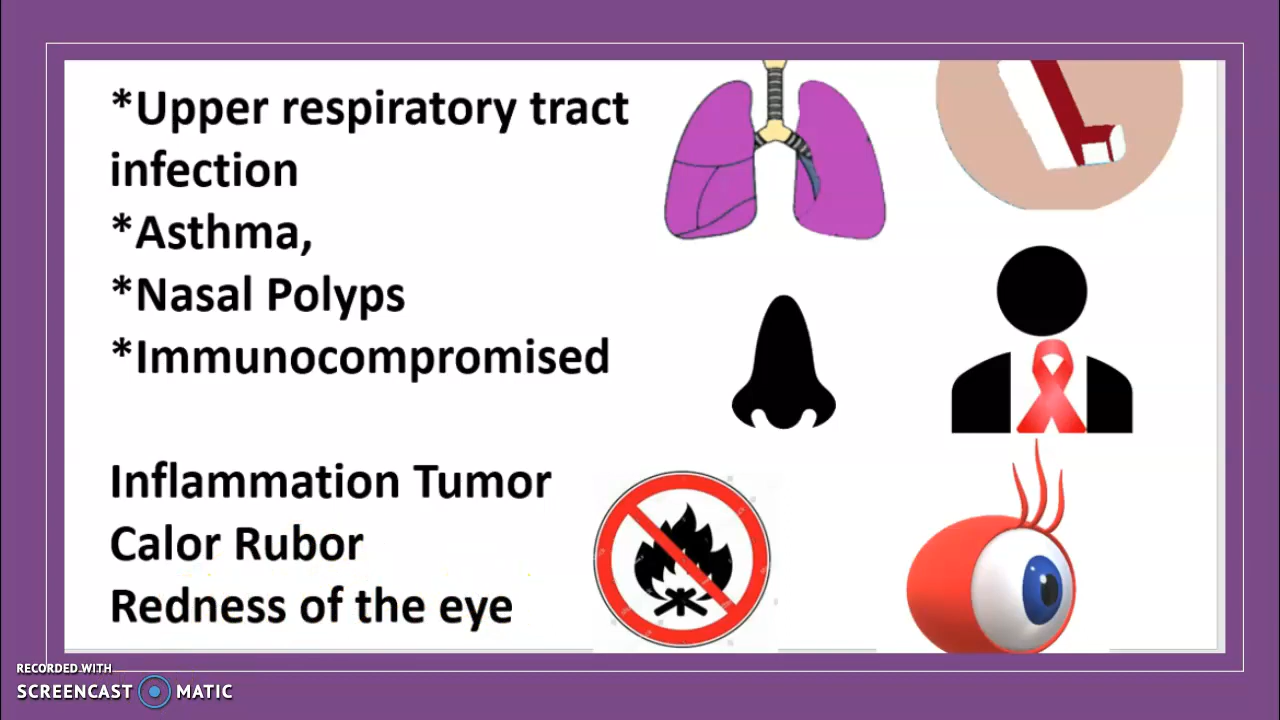 *Upper respiratory tract
infection
*Asthma,
*Nasal Polyps
*Immunocompromised
Inflammation Tumor
Calor Rubor
Redness of the eye
RECORDED WITH
SCREENCAST MATIC